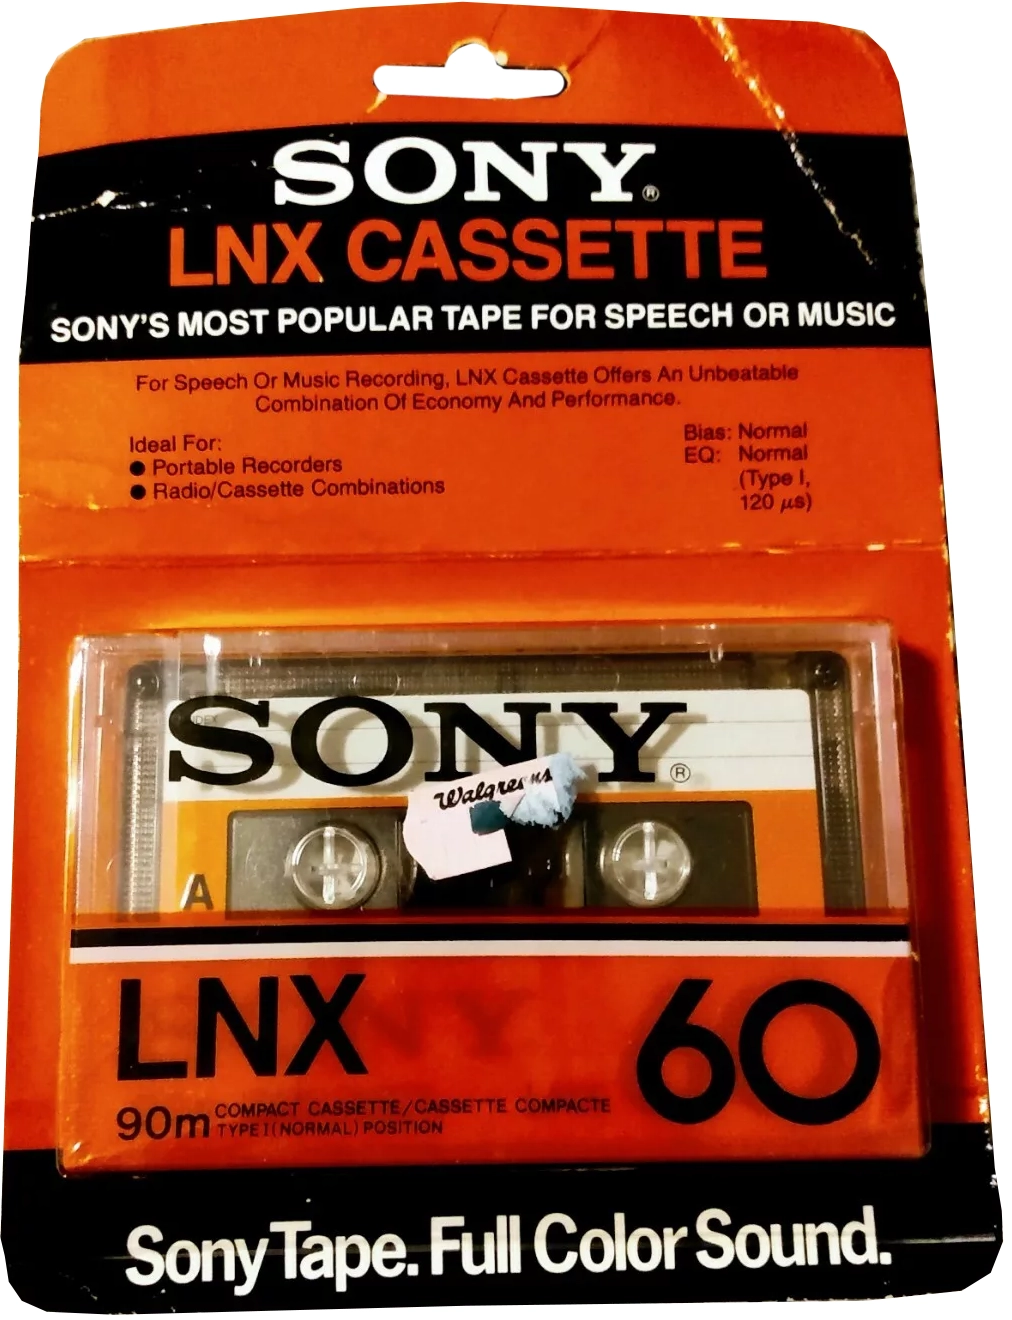 SONY®
LNX CASSETTE
SONY'S MOST POPULAR TAPE FOR SPEECH OR MUSIC
For Speech Or Music Recording, LNX Cassette Offers An Unbeatable
Combination Of Economy And Performance.
Ideal For:
● Portable Recorders
● Radio/Cassette Combinations
Bias: Normal
EQ: Normal
(Type I,
120 μs)
INDEX
SONY®
Walgreens
A
LNX 60
90m COMPACT CASSETTE/CASSETTE COMPACTE
TYPE I (NORMAL) POSITION
Sony Tape. Full Color Sound.